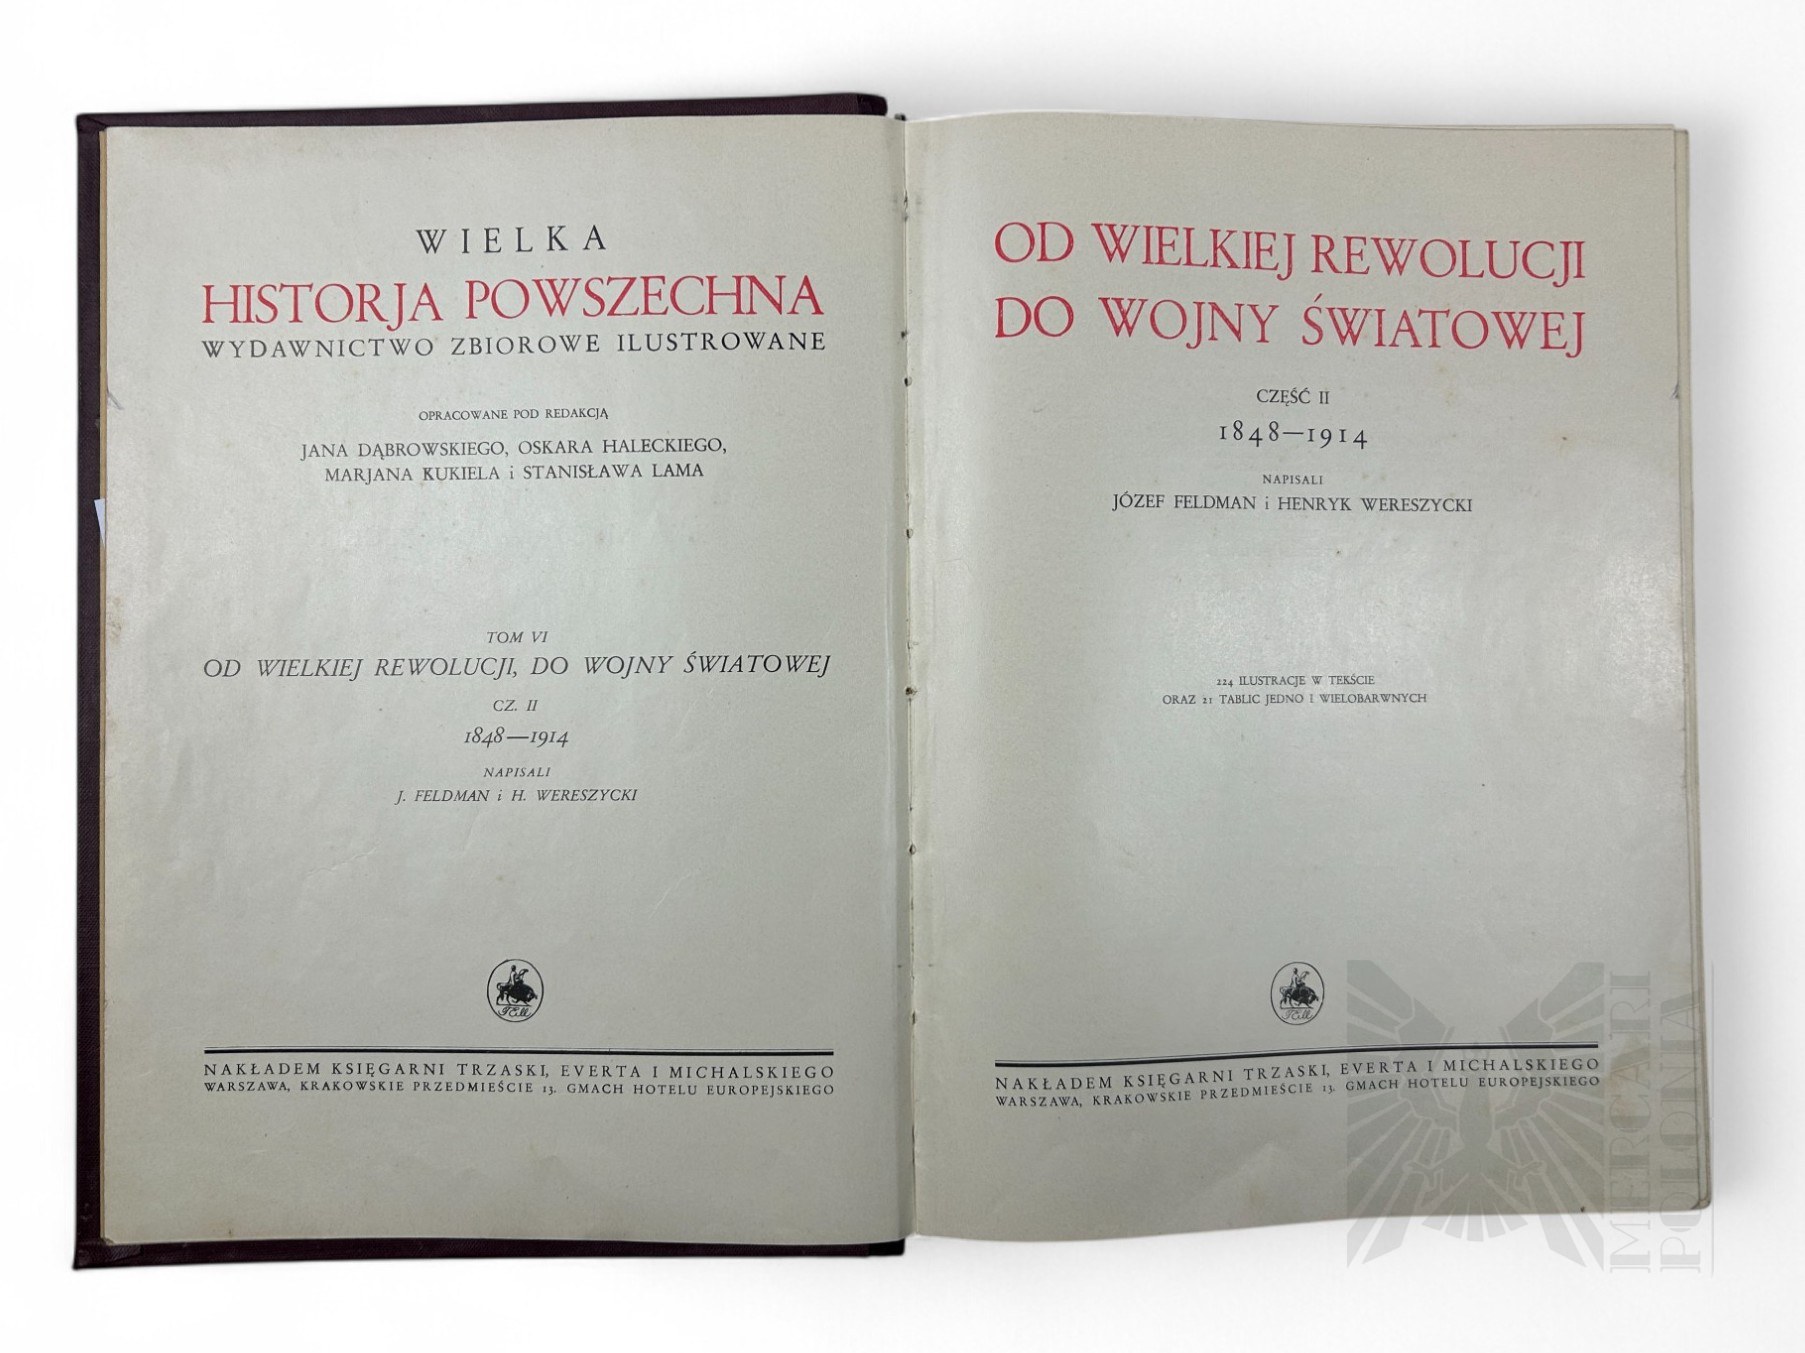 WIELKA
HISTORJA POWSZECHNA
WYDAWNICTWO ZBIOROWE ILUSTROWANE
OPRACOWANE POD REDAKCJĄ
JANA DĄBROWSKIEGO, OSKARA HALECKIEGO,
MARJANA KUKIELA i STANISŁAWA LAMA
TOM VI
OD WIELKIEJ REWOLUCJI, DO WOJNY ŚWIATOWEJ
CZ. II
1848—1914
NAPISALI
J. FELDMAN i H. WERESZYCKI
NAKŁADEM KSIĘGARNI TRZASKI, EVERTA I MICHALSKIEGO
WARSZAWA, KRAKOWSKIE PRZEDMIEŚCIE 13. GMACH HOTELU EUROPEJSKIEGO
OD WIELKIEJ REWOLUCJI
DO WOJNY ŚWIATOWEJ
CZĘŚĆ II
1848—1914
NAPISALI
JÓZEF FELDMAN i HENRYK WERESZYCKI
224 ILUSTRACJE W TEKŚCIE
ORAZ 21 TABLIC JEDNO I WIELOBARWNYCH
NAKŁADEM KSIĘGARNI TRZASKI, EVERTA I MICHALSKIEGO
WARSZAWA, KRAKOWSKIE PRZEDMIEŚCIE 13. GMACH HOTELU EUROPEJSKIEGO
MERCARI
POLONIA